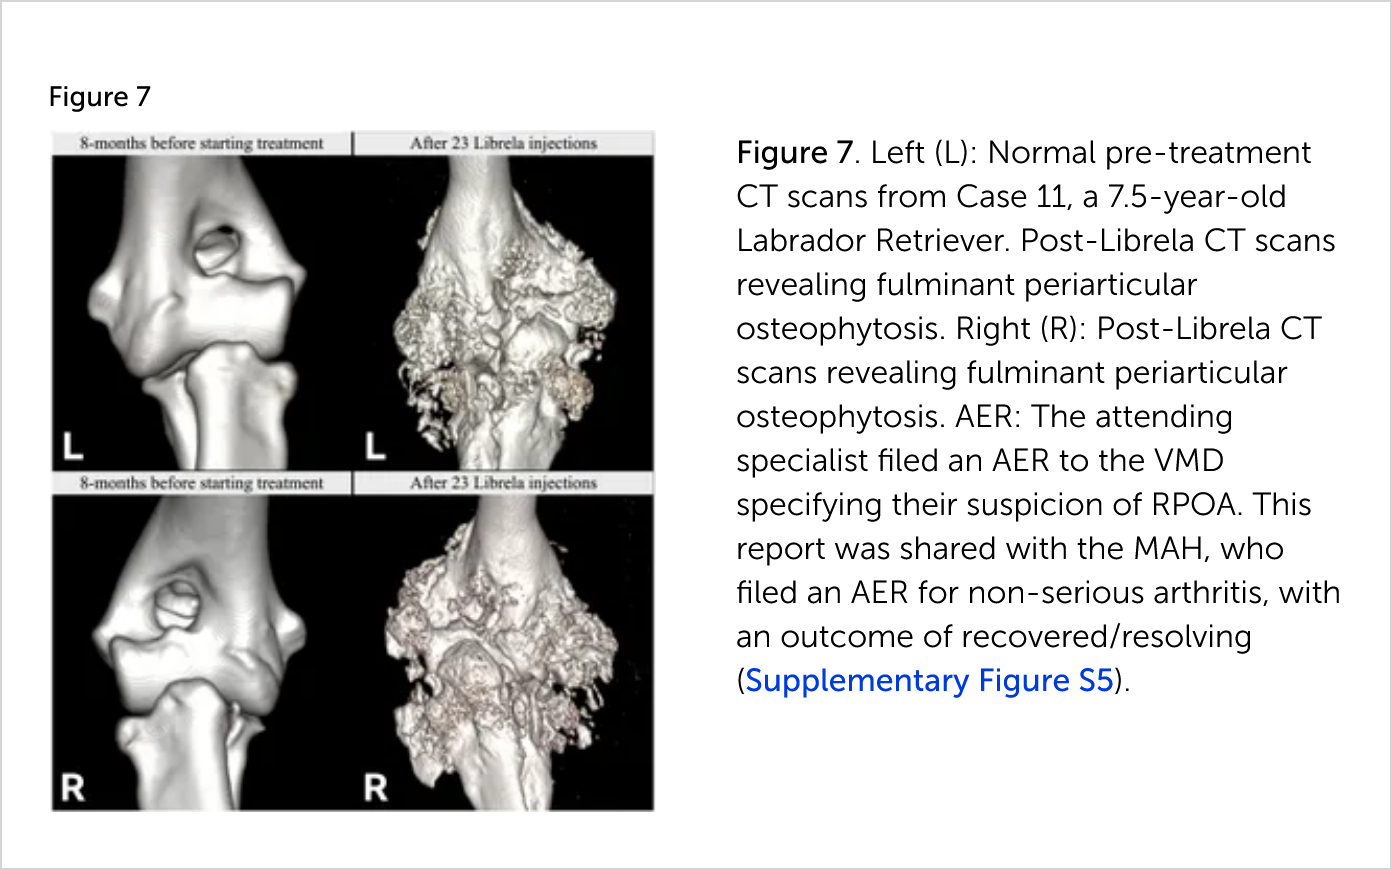 Figure 7
8-months before starting treatment
After 23 Librela injections
L
L
8-months before starting treatment
After 23 Librela injections
R
R
Figure 7. Left (L): Normal pre-treatment
CT scans from Case 11, a 7.5-year-old
Labrador Retriever. Post-Librela CT scans
revealing fulminant periarticular
osteophytosis. Right (R): Post-Librela CT
scans revealing fulminant periarticular
osteophytosis. AER: The attending
specialist filed an AER to the VMD
specifying their suspicion of RPOA. This
report was shared with the MAH, who
filed an AER for non-serious arthritis, with
an outcome of recovered/resolving
(Supplementary Figure S5).